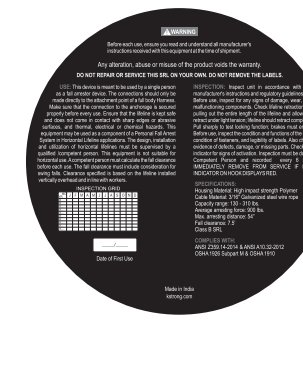 WARNING
Before each use, ensure you read and understand all manufacturer's
instructions received with this equipment at the time of shipment.
Any alteration, abuse or misuse of the product voids the warranty.
DO NOT REPAIR OR SERVICE THIS SRL ON YOUR OWN. DO NOT REMOVE THE LABELS.
USE: This device is meant to be used by a single person
as a fall arrester device. The connections should only be
made directly to the attachment point of a full body Harness.
Make sure that the connection to the anchorage is secured
properly before every use. Ensure that the lifeline is kept safe
and does not come in contact with sharp edges or abrasive
surfaces, and thermal, electrical or chemical hazards. This
equipment may be used as a component of a Personal Fall Arrest
System or Horizontal Lifeline applications. The design, installation,
and utilization of horizontal lifelines must be supervised by a
qualified /competent person. This equipment is not suitable for
horizontal use. A competent person must calculate the fall clearance
before each use. The fall clearance must include consideration for
swing falls. Clearance specified is based on the lifeline installed
vertically overhead and in line with workers.
INSPECTION GRID
Date of First Use
INSPECTION: Inspect unit in accordance with
manufacturer's instructions and regulatory guidelines
Before use, inspect for any signs of damage, wear,
malfunctioning components. Check lifeline retraction
pulling out the entire length of the lifeline and allow
retract under light tension; lifeline should retract comp
Pull sharply to test locking function; brakes must en
Before use, inspect the condition and functions of the
connectors, fasteners, and legibility of labels. Also ch
evidence of defects, damage, or missing parts. Check
indicator for signs of activation. Inspection must be d
Competent Person and recorded every 6
IMMEDIATELY REMOVE FROM SERVICE IF
INDICATOR ON HOOK DISPLAYS RED.
SPECIFICATIONS:
Housing Material: High impact strength Polymer
Cable Material: 3/16" Galvanized steel wire rope
Capacity range: 130 - 310 lbs.
Average arresting force: 900 lbs.
Max. arresting distance: 54"
Fall clearance: 7.5'
Class B SRL
COMPLIES WITH:
ANSI Z359.14-2014 & ANSI A10.32-2012
OSHA 1926 Subpart M & OSHA 1910
Made in India
kstrong.com